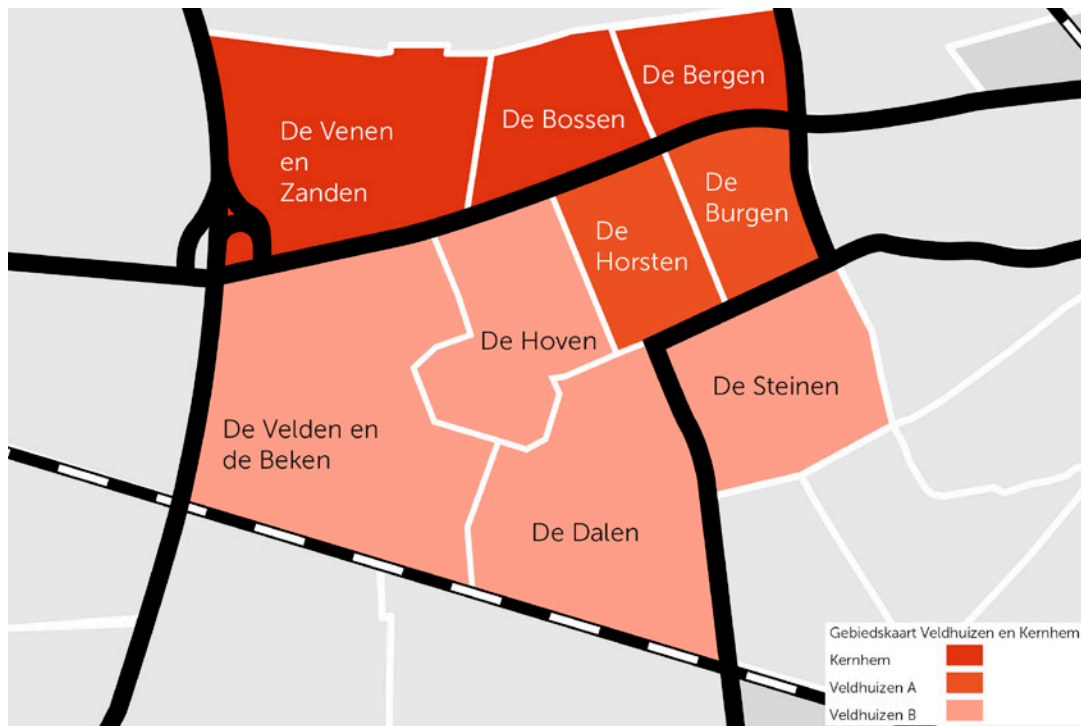 De Bergen
De Bossen
De Venen
en
Zanden
De
Burgen
De
Horsten
De Hoven
De Steinen
De Velden en
de Beken
De Dalen
Gebiedskaart Veldhuizen en Kernhem
Kernhem
Veldhuizen A
Veldhuizen B